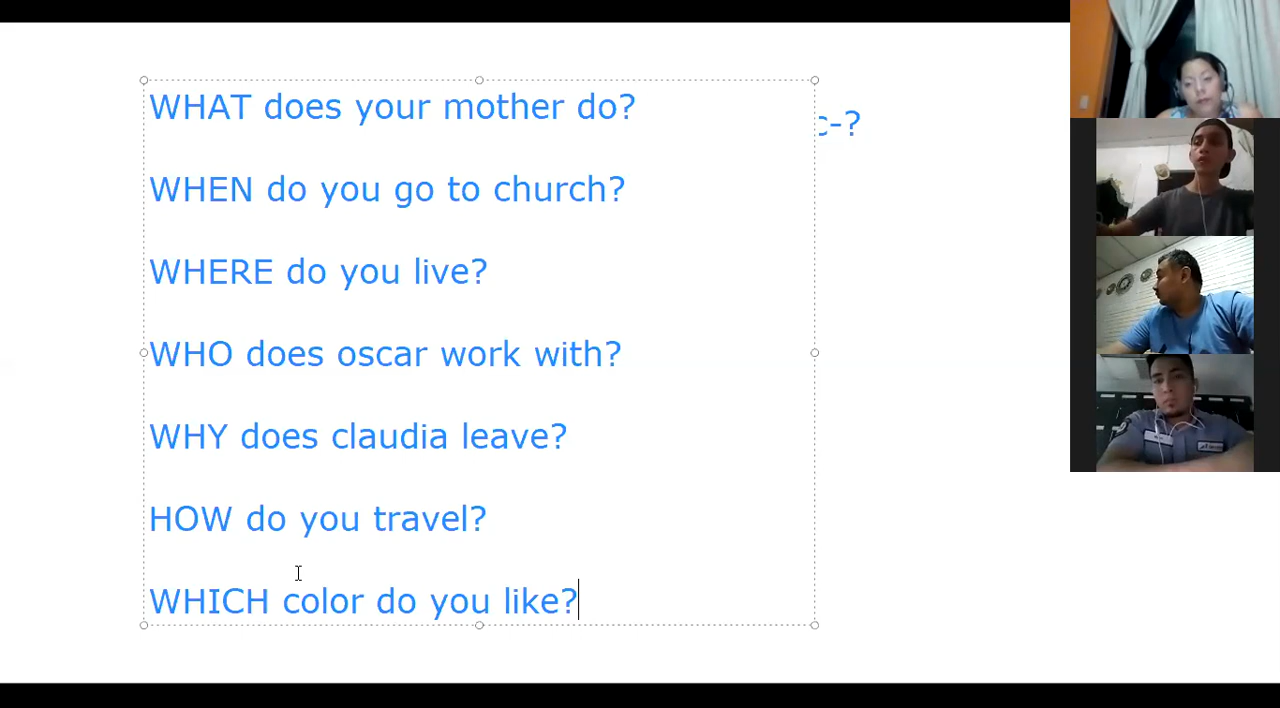 WHAT does your mother do?
c-?
WHEN do you go to church?
WHERE do you live?
WHO does oscar work with?
WHY does claudia leave?
HOW do you travel?
WHICH color do you like?